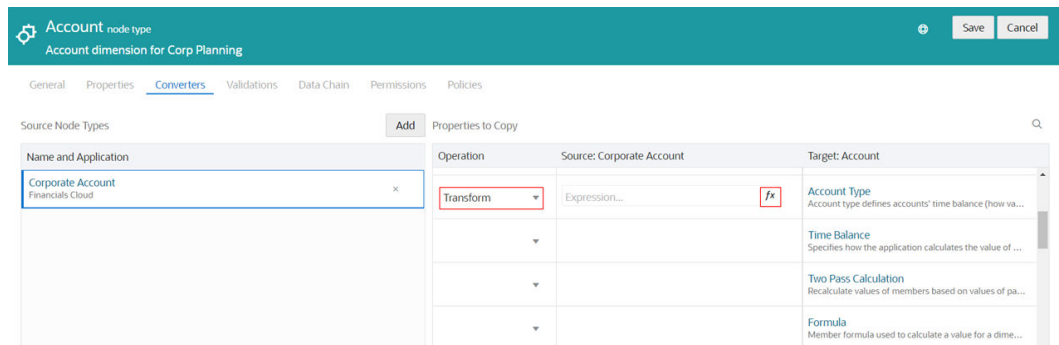 Account node type
Account dimension for Corp Planning
Save Cancel
General Properties Converters Validations Data Chain Permissions Policies
Source Node Types Add Properties to Copy
Name and Application Operation Source: Corporate Account Target: Account
Corporate Account
Financials Cloud
×
Transform Expression... fx
Account Type
Account type defines accounts' time balance (how va...
Time Balance
Specifies how the application calculates the value of ...
Two Pass Calculation
Recalculate values of members based on values of pa...
Formula
Member formula used to calculate a value for a dime...